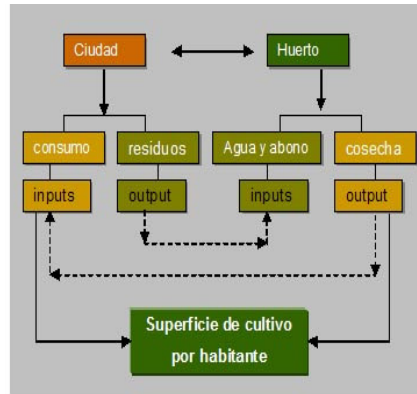 Ciudad
Huerto
consumo
residuos
Agua y abono
cosecha
inputs
output
inputs
output
Superficie de cultivo
por habitante